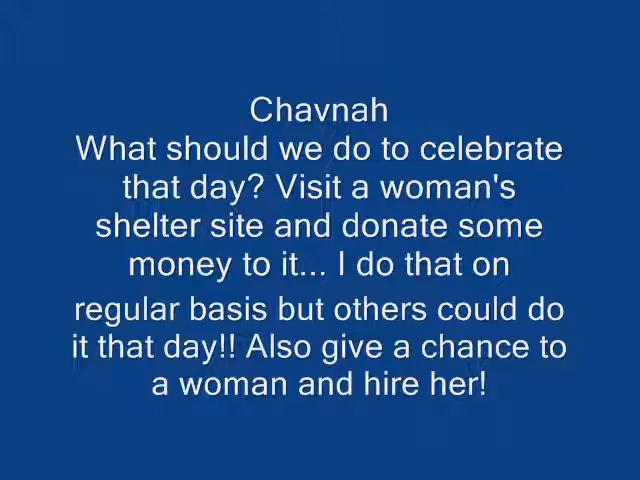 Chavnah
What should we do to celebrate
that day? Visit a woman's
shelter site and donate some
money to it... I do that on
regular basis but others could do
it that day!! Also give a chance to
a woman and hire her!